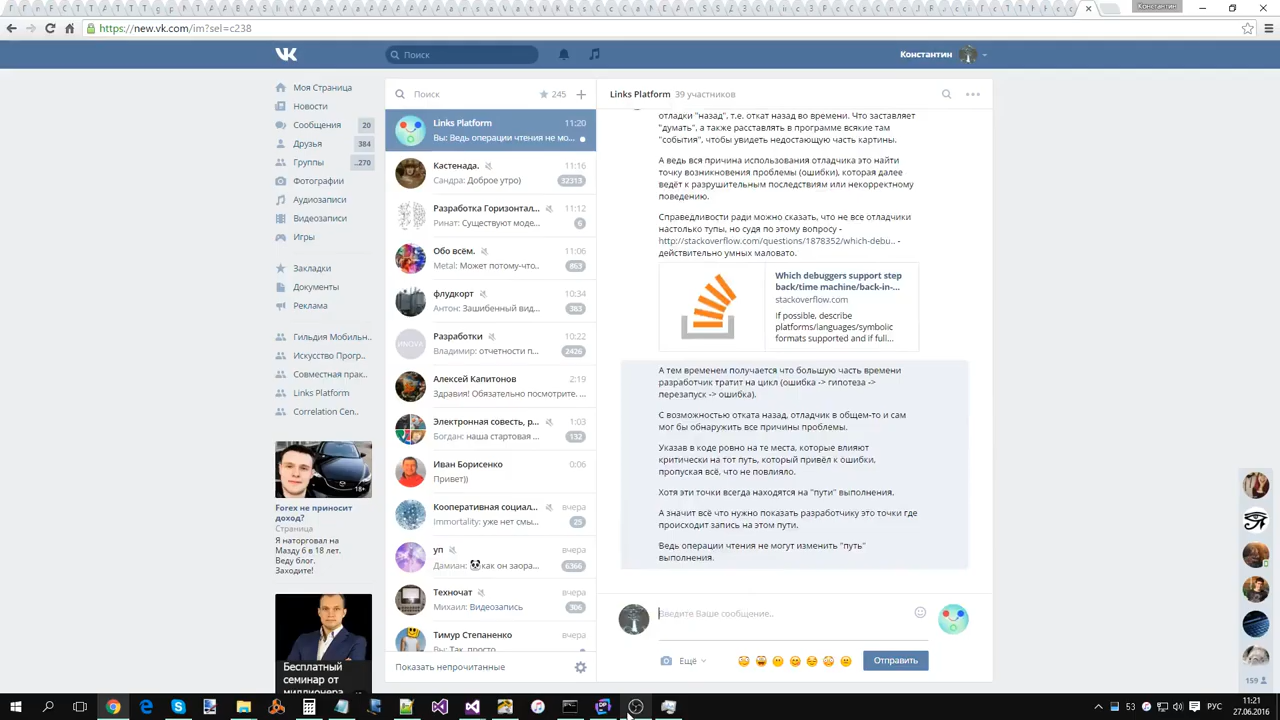 Константин
https://new.vk.com/im?sel=c238
Поиск
Константин
Моя Страница
Новости
Сообщения 20
Друзья 384
Группы ..270
Фотографии
Аудиозаписи
Видеозаписи
Игры
Закладки
Документы
Реклама
Гильдия Мобильн..
Искусство Прогр..
Совместная прак..
Links Platform
Correlation Cen..
18+
Forex не приносит
доход?
Страница
Я наторговал на
Мазду 6 в 18 лет.
Веду блог.
Заходите!
Бесплатный
семинар от
миллионера
Поиск 245
Links Platform 11:20
Вы: Ведь операции чтения не мо...
Кастенада. 11:16
Сандра: Доброе утро) 32313
Разработка Горизонтал... 11:12
Ринат: Существуют моде... 6
Обо всём. 11:06
Metal: Может потому-что.. 863
флудкорт 10:34
Антон: Зашибенный вид... 363
Разработки 10:22
Владимир: отчетности п... 2426
Алексей Капитонов 2:19
Здравия! Обязательно посмотрите. ...
Электронная совесть, р... 1:03
Богдан: наша стартовая ... 132
Иван Борисенко 0:06
Привет))
Кооперативная социал... вчера
Immortality: уже нет смы... 25
уп вчера
Дамиан: как он заора... 6366
Техночат вчера
Михаил: Видеозапись 306
Тимур Степаненко вчера
Вы: Так, просто
Показать непрочитанные
Links Platform 39 участников
отладки "назад", т.е. откат назад во времени. Что заставляет
"думать", а также расставлять в программе всякие там
"события", чтобы увидеть недостающую часть картины.
А ведь вся причина использования отладчика это найти
точку возникновения проблемы (ошибки), которая далее
ведёт к разрушительным последствиям или некорректному
поведению.
Справедливости ради можно сказать, что не все отладчики
настолько тупы, но судя по этому вопросу -
http://stackoverflow.com/questions/1878352/which-debu.. -
действительно умных маловато.
Which debuggers support step
back/time machine/back-in-...
stackoverflow.com
If possible, describe
platforms/languages/symbolic
formats supported and if full...
А тем временем получается что большую часть времени
разработчик тратит на цикл (ошибка -> гипотеза ->
перезапуск -> ошибка).
С возможностью отката назад, отладчик в общем-то и сам
мог бы обнаружить все причины проблемы.
Указав в коде ровно на те места, которые влияют
критически на тот путь, который привёл к ошибки,
пропуская всё, что не повлияло.
Хотя эти точки всегда находятся на "пути" выполнения.
А значит всё что нужно показать разработчику это точки где
происходит запись на этом пути.
Ведь операции чтения не могут изменить "путь"
выполнения.
Введите Ваше сообщение..
Ещё
Отправить
159
53
РУС
11:21
27.06.2016